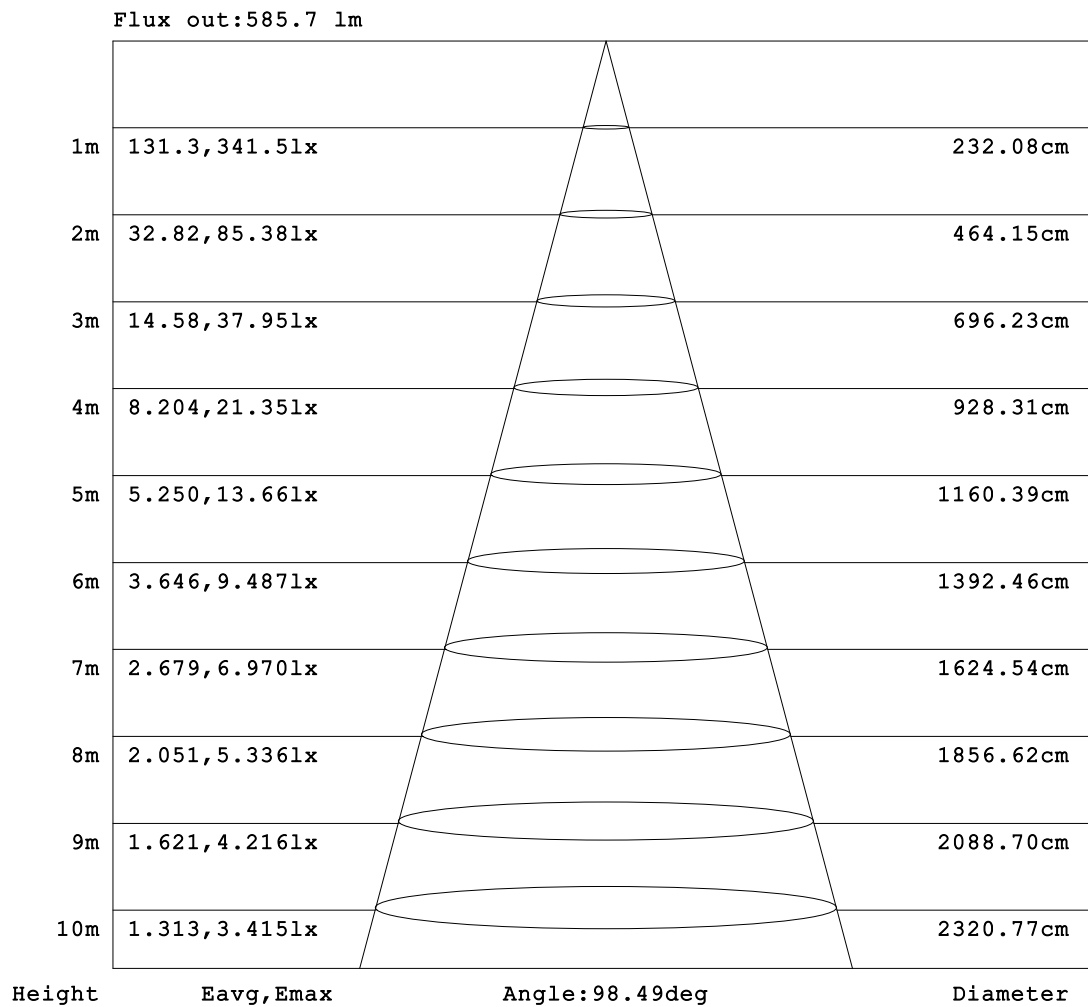 Flux out:585.7 lm
1m 131.3,341.5lx 232.08cm
2m 32.82,85.38lx 464.15cm
3m 14.58,37.95lx 696.23cm
4m 8.204,21.35lx 928.31cm
5m 5.250,13.66lx 1160.39cm
6m 3.646,9.487lx 1392.46cm
7m 2.679,6.970lx 1624.54cm
8m 2.051,5.336lx 1856.62cm
9m 1.621,4.216lx 2088.70cm
10m 1.313,3.415lx 2320.77cm
Height Eavg,Emax Angle:98.49deg Diameter